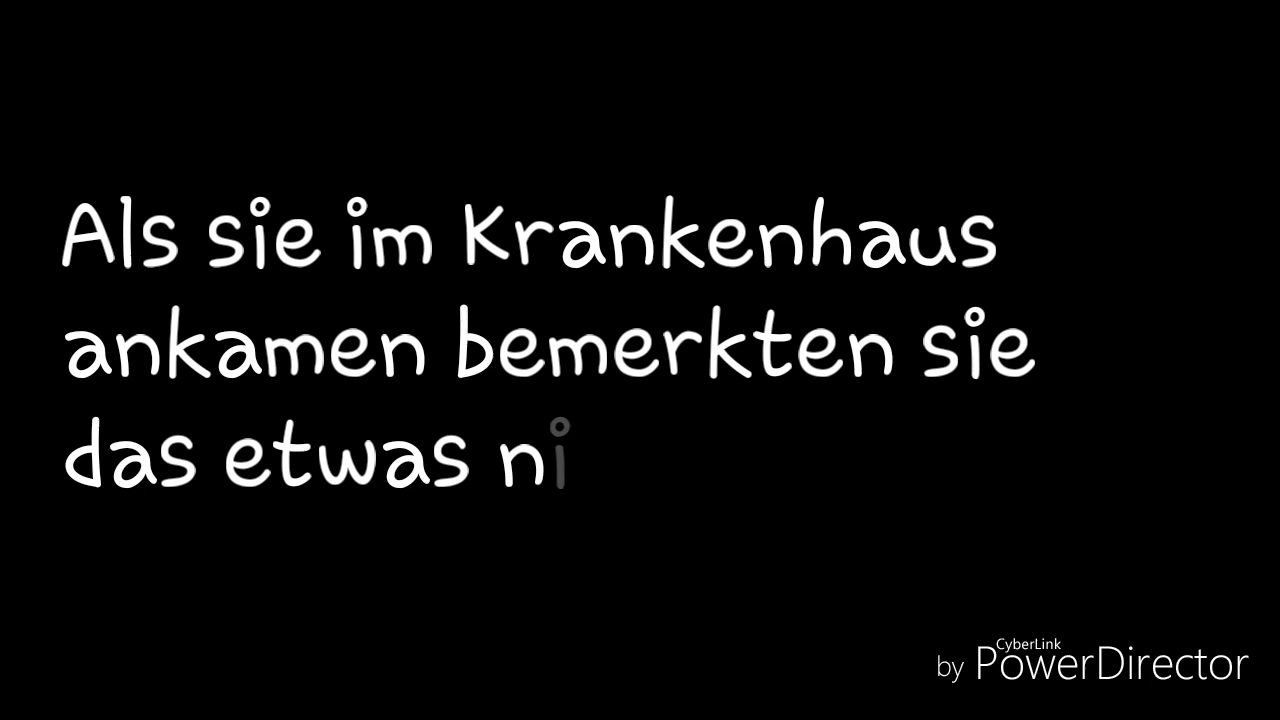 Als sie im Krankenhaus
ankamen bemerkten sie
das etwas ni
by CyberLink PowerDirector